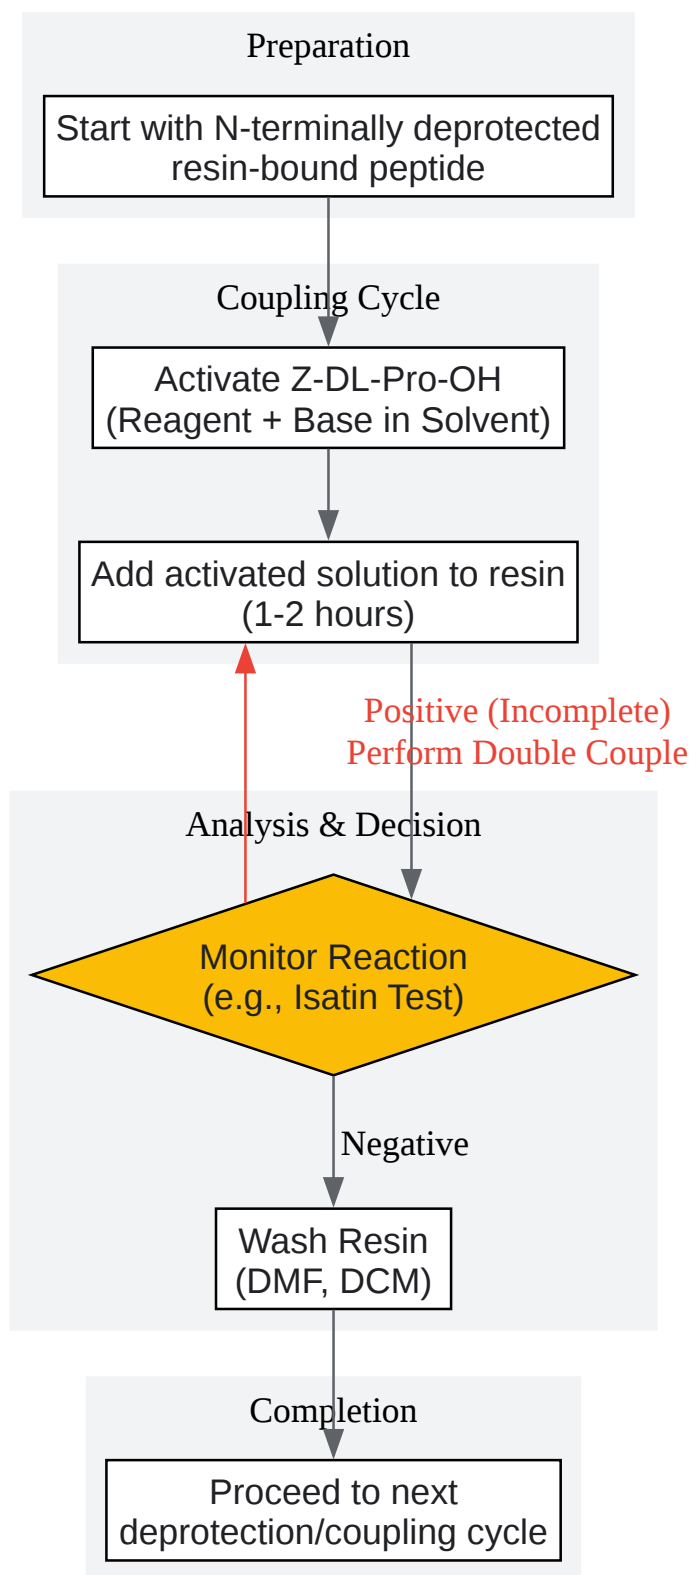 Preparation
Start with N-terminally deprotected
resin-bound peptide
Coupling Cycle
Activate Z-DL-Pro-OH
(Reagent + Base in Solvent)
Add activated solution to resin
(1-2 hours)
Positive (Incomplete)
Perform Double Couple
Analysis & Decision
Monitor Reaction
(e.g., Isatin Test)
Negative
Wash Resin
(DMF, DCM)
Completion
Proceed to next
deprotection/coupling cycle